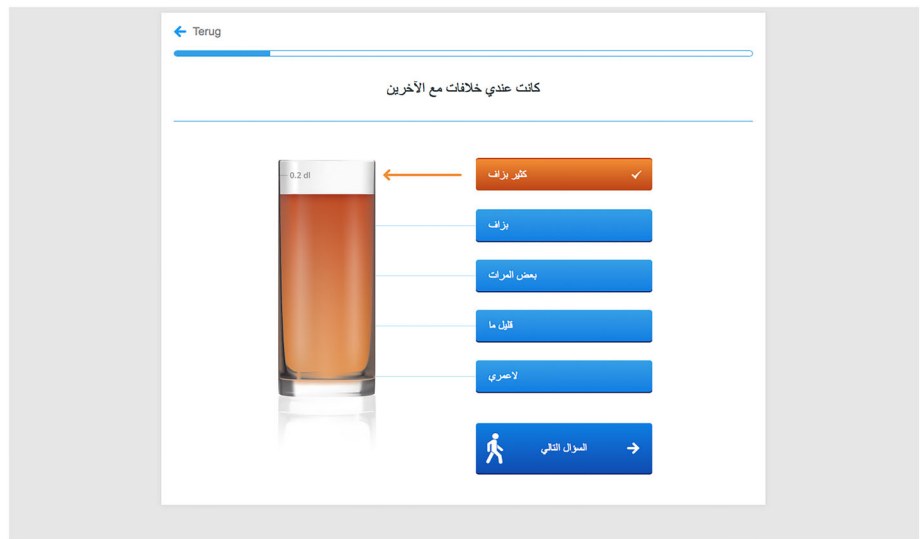 Terug
كانت عندي خلافات مع الآخرين
0.2 dl
كثير بزاف
بزاف
بعض المرات
قليل ما
لاعمري
السؤال التالي